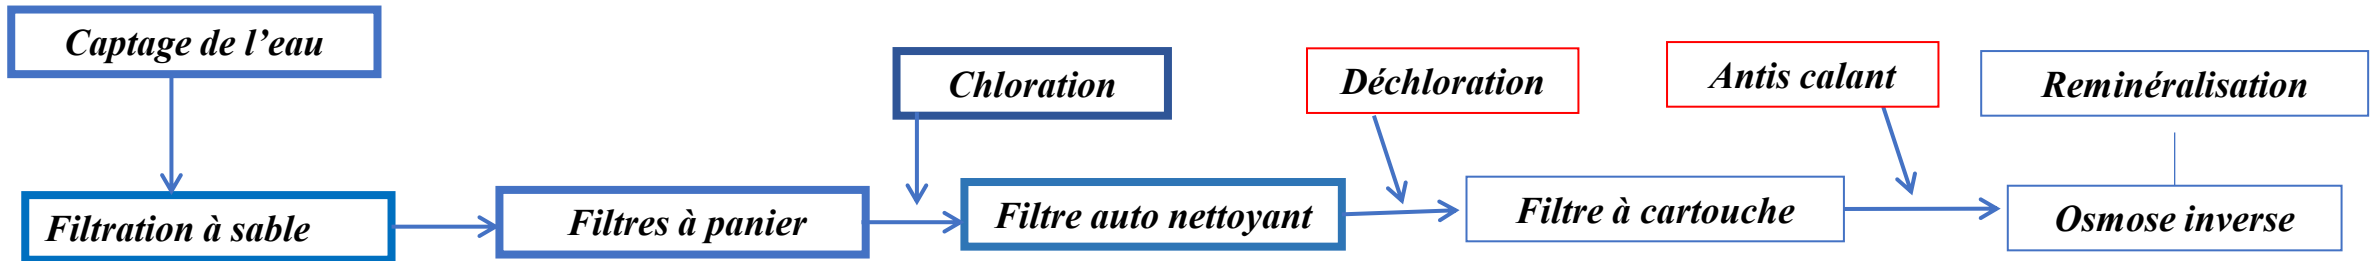 Captage de l’eau
Chloration
Déchloration
Antis calant
Reminéralisation
Filtration à sable
Filtres à panier
Filtre auto nettoyant
Filtre à cartouche
Osmose inverse